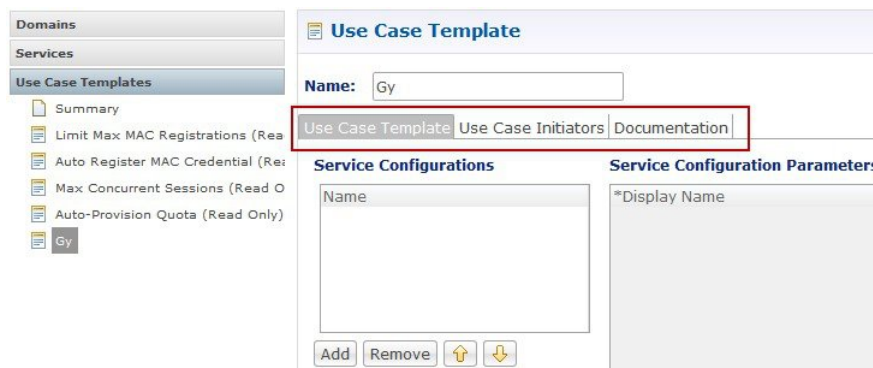 Domains
Services
Use Case Templates
Summary
Limit Max MAC Registrations (Rea
Auto Register MAC Credential (Rea
Max Concurrent Sessions (Read O
Auto-Provision Quota (Read Only)
Gy
Use Case Template
Name: Gy
Use Case Template Use Case Initiators Documentation
Service Configurations Service Configuration Parameters
Name *Display Name
Add Remove